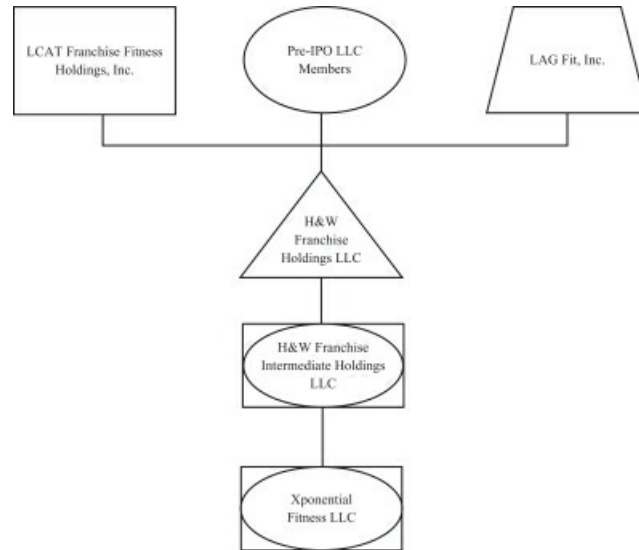 LCAT Franchise Fitness
Holdings, Inc.
Pre-IPO LLC
Members
LAG Fit, Inc.
H&W
Franchise
Holdings LLC
H&W Franchise
Intermediate Holdings
LLC
Xponential
Fitness LLC